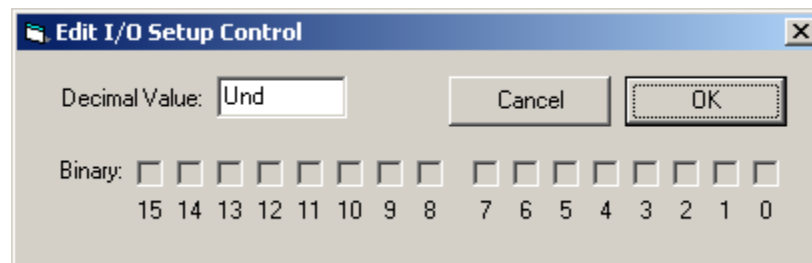 Edit I/O Setup Control
Decimal Value: Und Cancel OK
Binary:
15 14 13 12 11 10 9 8 7 6 5 4 3 2 1 0